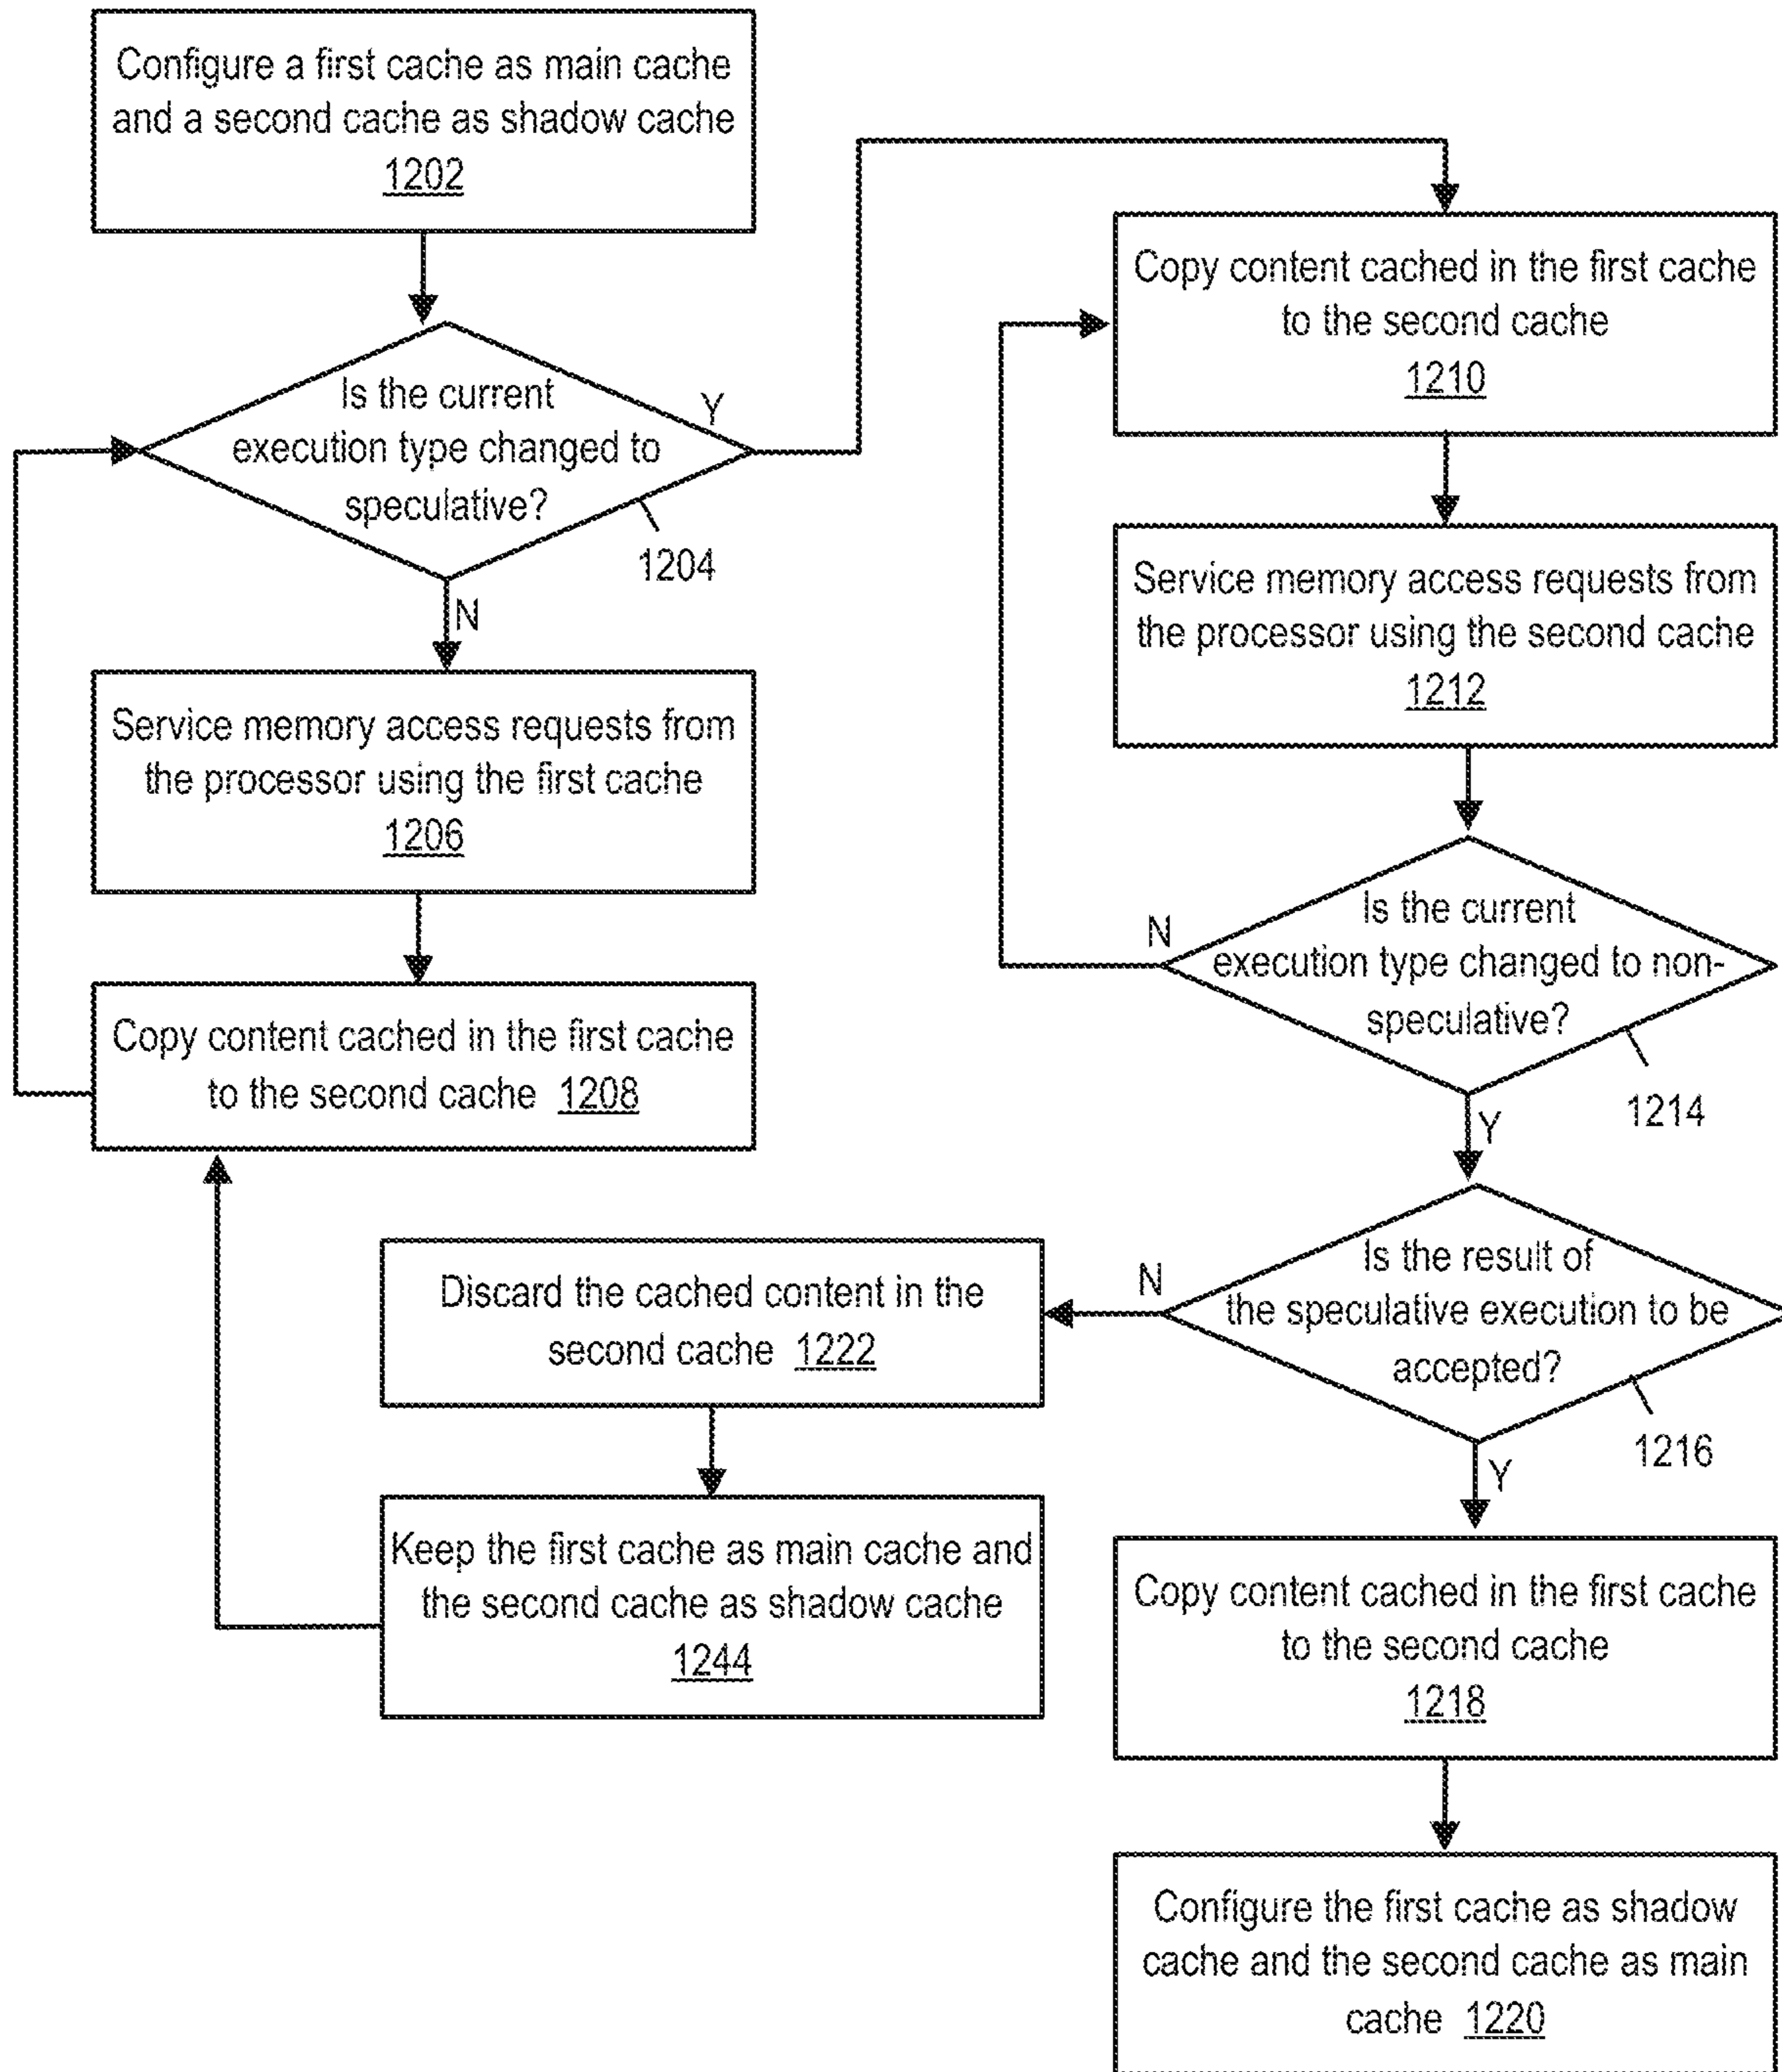 Configure a first cache as main cache
and a second cache as shadow cache
1202
Is the current
execution type changed to
speculative?
Y
1204
N
Service memory access requests from
the processor using the first cache
1206
Copy content cached in the first cache
to the second cache 1208
Copy content cached in the first cache
to the second cache
1210
Service memory access requests from
the processor using the second cache
1212
Is the current
execution type changed to non-
speculative?
N
1214
Y
Is the result of
the speculative execution to be
accepted?
N
1216
Y
Discard the cached content in the
second cache 1222
Keep the first cache as main cache and
the second cache as shadow cache
1244
Copy content cached in the first cache
to the second cache
1218
Configure the first cache as shadow
cache and the second cache as main
cache 1220